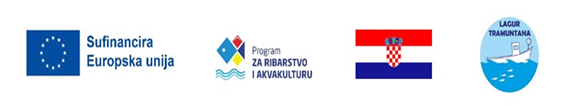 Sufinancira
Europska unija
Program
ZA RIBARSTVO
I AKVAKULTURU
LAGUR
TRAMUNTANA